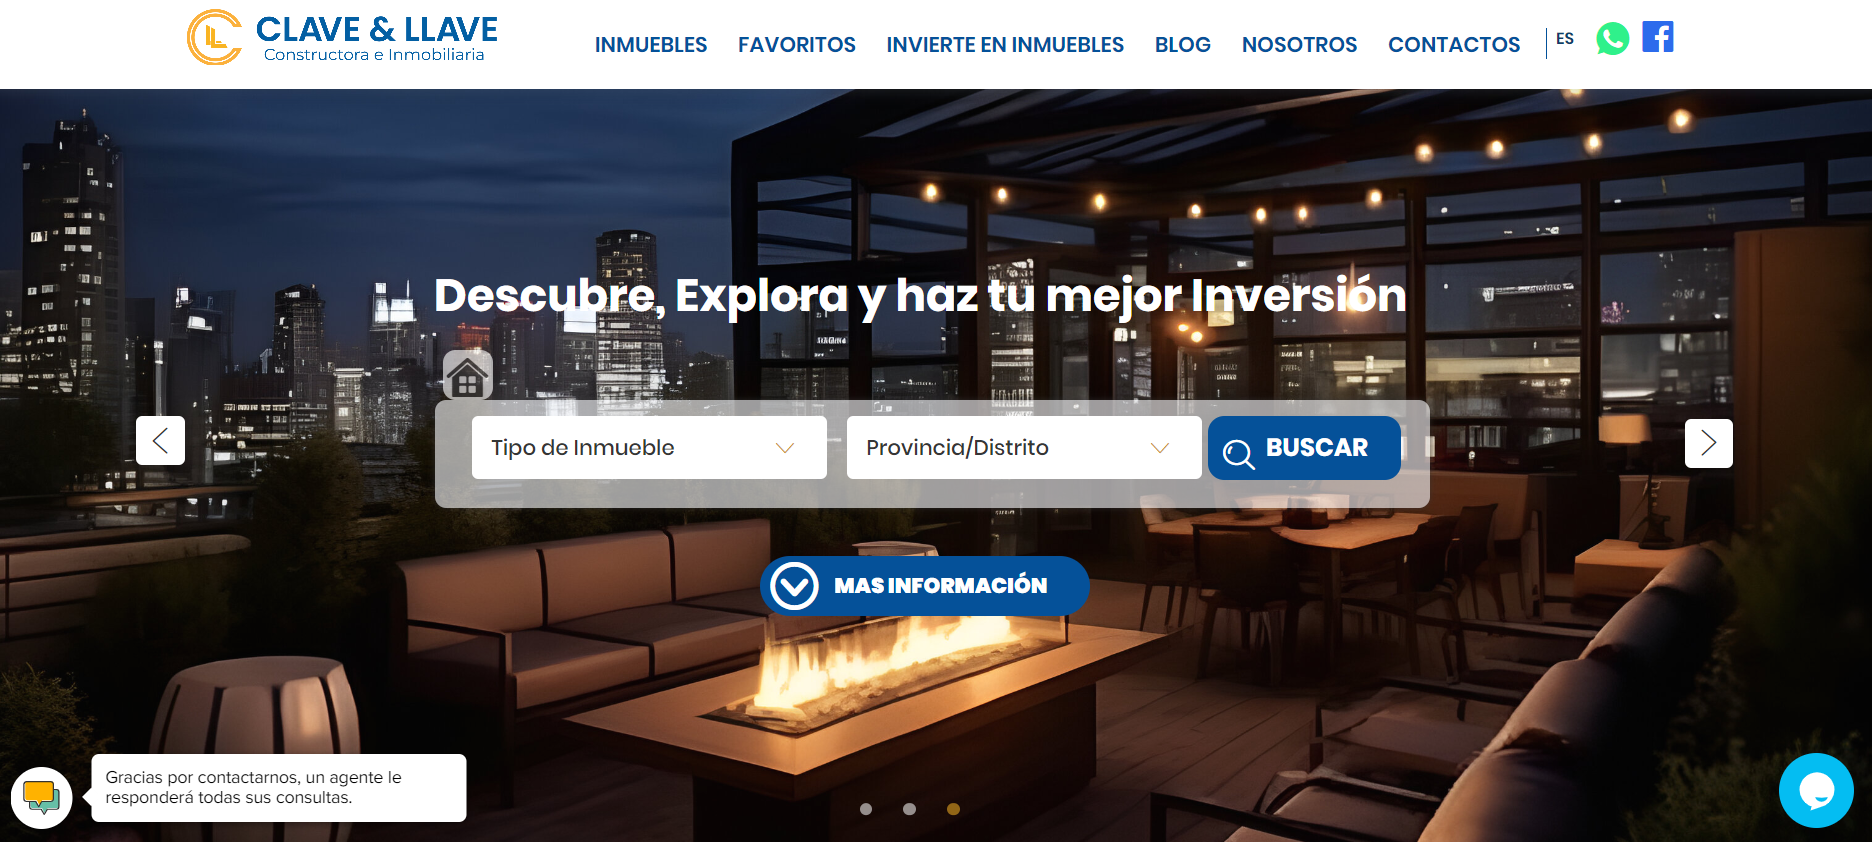 CLAVE & LLAVE
Constructora e Inmobiliaria
INMUEBLES FAVORITOS INVIERTE EN INMUEBLES BLOG NOSOTROS CONTACTOS ES
Descubre, Explora y haz tu mejor Inversión
Tipo de Inmueble Provincia/Distrito BUSCAR
MAS INFORMACIÓN
Gracias por contactarnos, un agente le
responderá todas sus consultas.